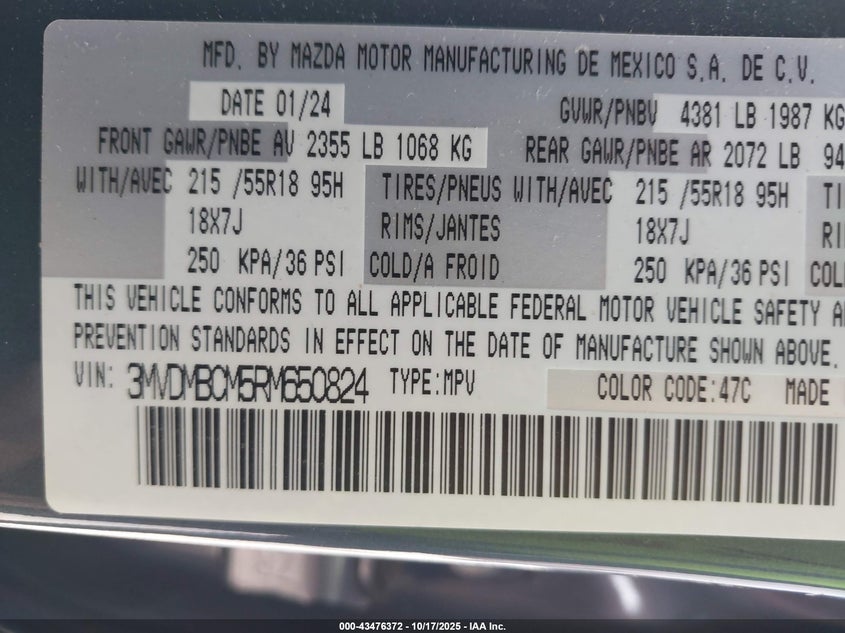 MFD. BY MAZDA MOTOR MANUFACTURING DE MEXICO S.A. DE C.V.
DATE 01/24 GVWR/PNBV 4381 LB 1987 KG
FRONT GAWR/PNBE AV 2355 LB 1068 KG REAR GAWR/PNBE AR 2072 LB 94
WITH/AVEC 215 /55R18 95H TIRES/PNEUS WITH/AVEC 215 /55R18 95H TI
18X7J RIMS/JANTES 18X7J RI
250 KPA/36 PSI COLD/A FROID 250 KPA/36 PSI COL
THIS VEHICLE CONFORMS TO ALL APPLICABLE FEDERAL MOTOR VEHICLE SAFETY A
PREVENTION STANDARDS IN EFFECT ON THE DATE OF MANUFACTURE SHOWN ABOVE.
VIN: 3MVDMBCM5RM650824 TYPE:MPV COLOR CODE:47C MADE
000-43476372 - 10/17/2025 - IAA Inc.